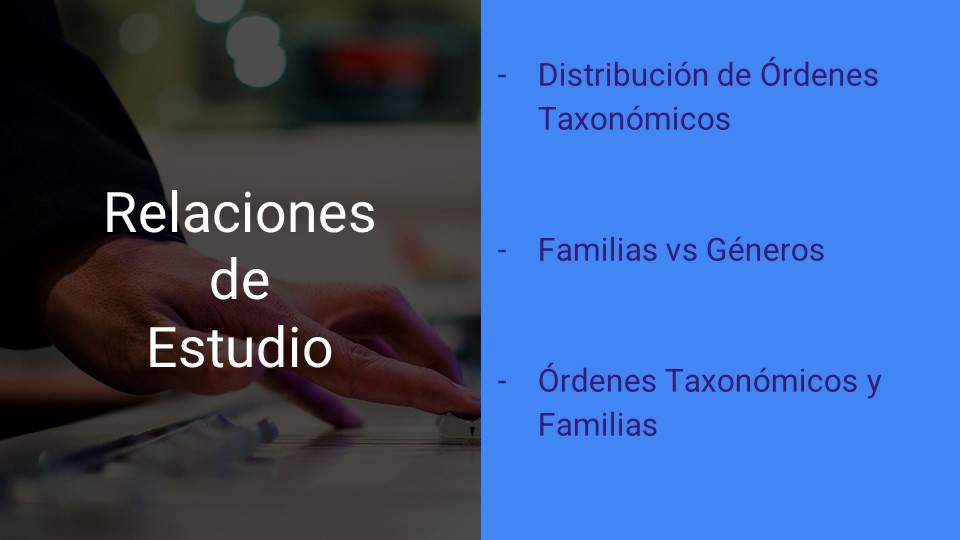 Relaciones
de
Estudio
- Distribución de Órdenes
Taxonómicos
- Familias vs Géneros
- Órdenes Taxonómicos y
Familias